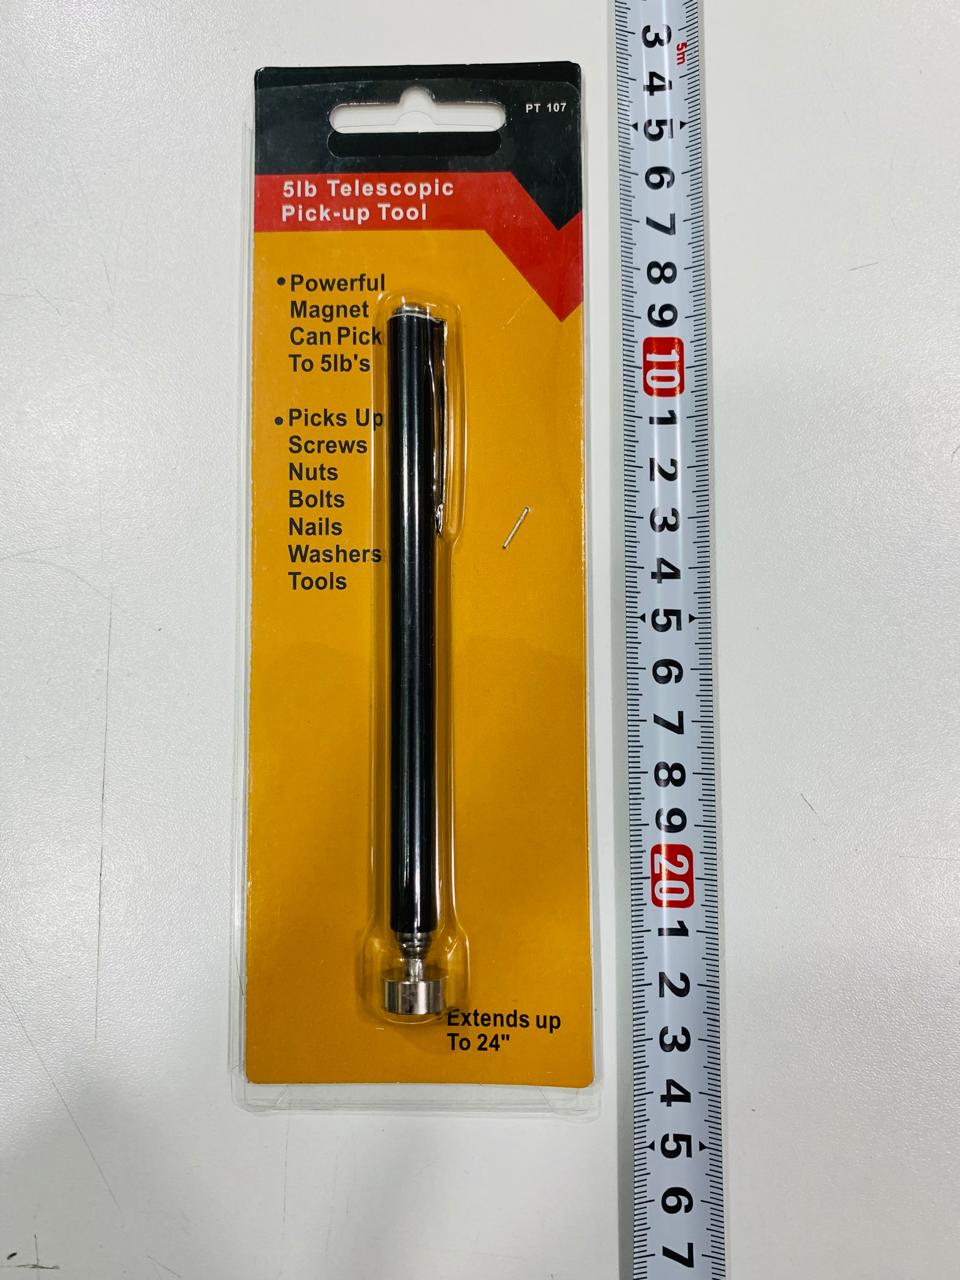 PT 107
5lb Telescopic
Pick-up Tool
•Powerful
Magnet
Can Pick
To 5lb's
•Picks Up
Screws
Nuts
Bolts
Nails
Washers
Tools
Extends up
To 24"
5m
3
4
5
6
7
8
9
10
1
2
3
4
5
6
7
8
9
20
1
2
3
4
5
6
7